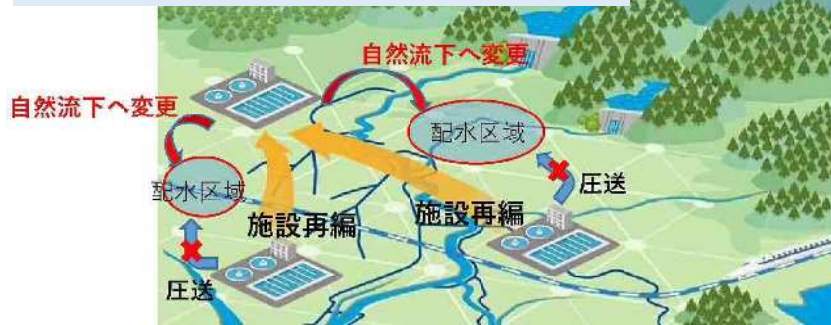 自然流下へ変更
自然流下へ変更
配水区域
配水区域
圧送
施設再編
施設再編
圧送